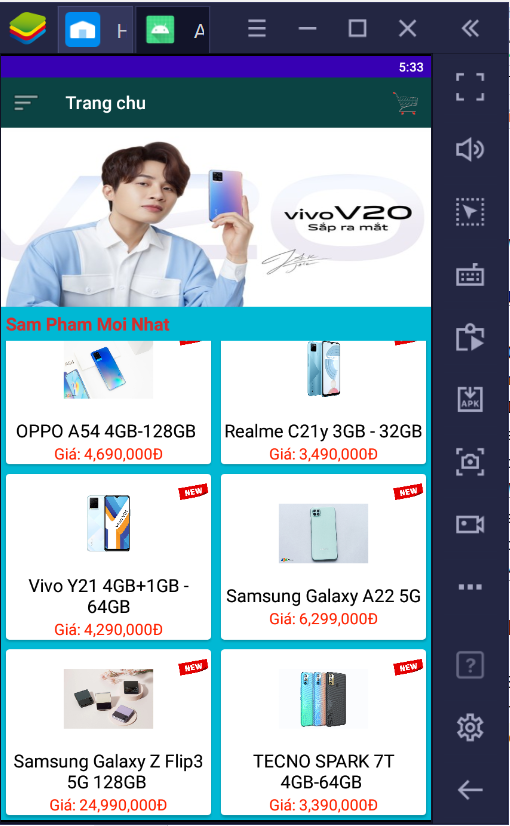 H
A
5:33
Trang chu
vivo V20
Sắp ra mắt
Sam Pham Moi Nhat
OPPO A54 4GB-128GB
Giá: 4,690,000Đ
Realme C21y 3GB - 32GB
Giá: 3,490,000Đ
NEW
Vivo Y21 4GB+1GB -
64GB
Giá: 4,290,000Đ
NEW
Samsung Galaxy A22 5G
Giá: 6,299,000Đ
NEW
Samsung Galaxy Z Flip3
5G 128GB
Giá: 24,990,000Đ
NEW
TECNO SPARK 7T
4GB-64GB
Giá: 3,390,000Đ
APK
?